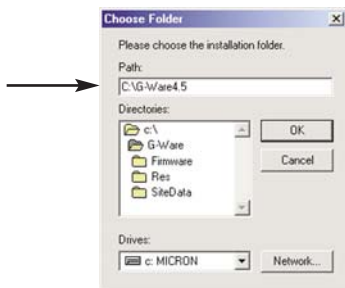 Choose Folder
Please choose the installation folder.
Path:
C:\G-Ware4.5
Directories:
c:\
OK
G-Ware
Firmware
Cancel
Res
SiteData
Drives:
c: MICRON
Network...